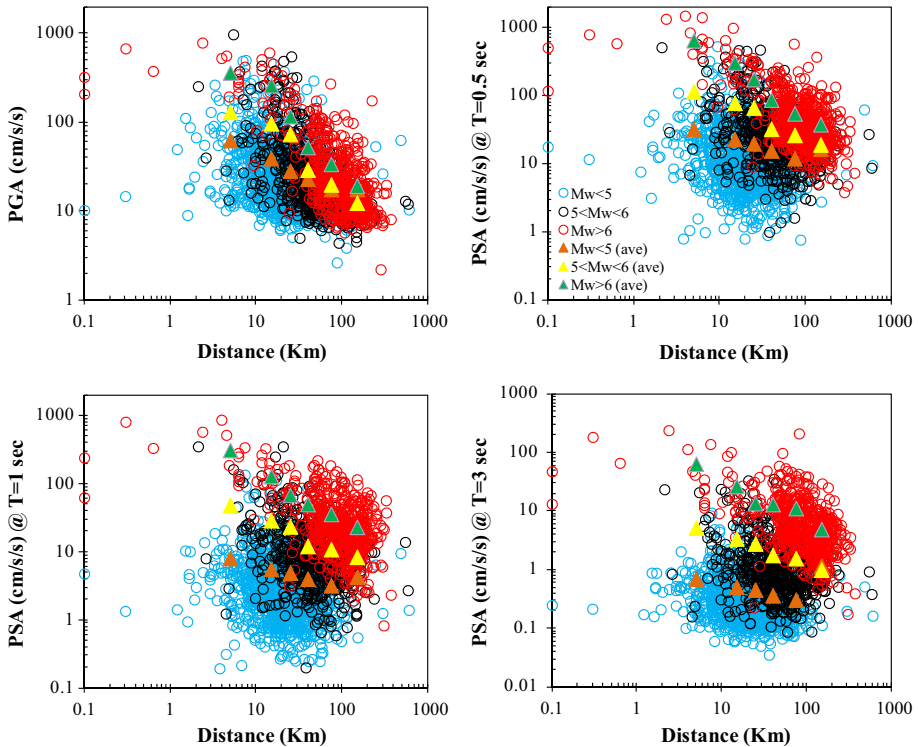 1000
100
10
1
PGA (cm/s/s)
0.1 1 10 100 1000
Distance (Km)
1000
100
10
1
0.1
PSA (cm/s/s) @ T=0.5 sec
Mw<5
5<Mw<6
Mw>6
Mw<5 (ave)
5<Mw<6 (ave)
Mw>6 (ave)
0.1 1 10 100 1000
Distance (Km)
1000
100
10
1
0.1
PSA (cm/s/s) @ T=1 sec
0.1 1 10 100 1000
Distance (Km)
1000
100
10
1
0.1
0.01
PSA (cm/s/s) @ T=3 sec
0.1 1 10 100 1000
Distance (Km)